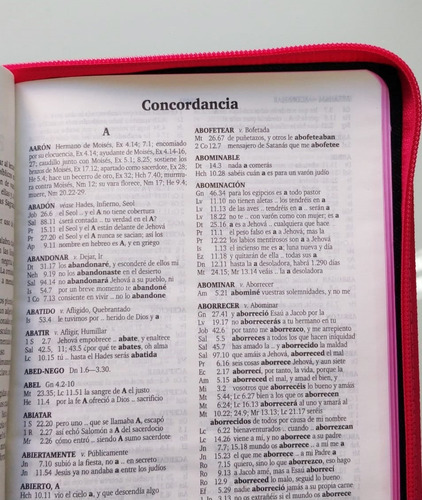 Concordancia
A
AARÓN Hermano de Moisés, Ex 4.14; 7.1; encomiado
por su elocuencia, Ex 4.14; ayudante de Moisés, Ex 4.14-16,
27; caudillo junto con Moisés, Ex 5.1; 8.25; sostiene los
brazos de Moisés, Ex 17.12; apartado como sacerdote, Ex 28;
Heb 5.4; hace un becerro de oro, Ex 32; Hch 7.40; murmu-
ra contra Moisés, Nm 12; su vara florece, Nm 17; He 9.4;
muere, Nm 20.22-29.
ABADÓN véase Hades, Infierno, Seol
Job 26.6 el Seol .. y el A no tiene cobertura
Sal 88.11 será contado.. tu verdad en el A
Pr 15.11 el Seol y el A están delante de Jehová
Pr 27.20 el Seol y el A nunca se sacian; así los
Ap 9.11 nombre en hebreo es A, y en griego
ABANDONAR v. Dejar, Ir
Dt 31.17 los abandonaré, y esconderé de ellos mi
Neh 9.19 no los abandonaste en el desierto
Sal 94.14 no abandonará Jehová a su pueblo, ni
Is 54.7 por un breve momento te abandoné
1 Co 7.13 consiente en vivir .. no lo abandone
ABATIDO v. Afligido, Quebrantado
Is 53.4 le tuvimos por .. herido de Dios y a
ABATIR v. Afligir, Humillar
1 S 2.7 Jehová empobrece .. abate, y enaltece
Sal 42.5, 11; 43.5 ¿por qué te abates, oh alma
Lc 10.15 tú .. hasta el Hades serás abatida
ABED-NEGO Dn 1.6—3.30.
ABEL Gn 4.2-10
Mt 23.35; Lc 11.51 la sangre de A el justo
He 11.4 por la fe A ofreció a Dios .. sacrificio
ABIATAR
1 S 22.20 pero uno .. que se llamaba A, escapó
1 R 2.27 así echó Salomón a A del sacerdocio
Mr 2.26 cómo entró .. siendo A sumo sacerdote
ABIERTAMENTE v. Públicamente
Jn 7.10 subió a la fiesta, no a .. en secreto
Jn 11.54 Jesús ya no andaba a entre los judíos
ABIERTO, A
Hch 10.11 vio el cielo a, y que descendía algo
ABOFETEAR v. Bofetada
Mt 26.67 de puñetazos, y otros le abofeteaban
2 Co 12.7 mensajero de Satanás que me abofetee
ABOMINABLE
Dt 14.3 nada a comerás
Hch 10.28 sabéis cuán a es para un varón judío
ABOMINACIÓN
Gn 46.34 para los egipcios es a todo pastor
Lv 11.10 no tienen aletas .. los tendréis en a
Lv 11.13 de las aves .. tendréis en a .. serán a
Lv 18.22 no te .. con varón como con mujer; es a
Dt 25.16 a es a Jehová .. cualquiera que hace
Pr 11.1 el peso falso es a a Jehová, mas la
Pr 12.22 los labios mentirosos son a a Jehová
Is 1.13 el incienso me es a; luna nueva y día
Ez 11.18 y quitarán de ella .. todas sus a
Dn 12.11 hasta la a desoladora, habrá 1.290 días
Mt 24.15; Mr 13.14 veáis .. la a desoladora
ABOMINAR v. Aborrecer
Am 5.21 abominé vuestras solemnidades, y no me
ABORRECER v. Abominar
Gn 27.41 y aborreció Esaú a Jacob por la
Lv 19.17 no aborrecerás a tu hermano en tu
Job 42.6 por tanto me aborrezco, y me arrepiento
Sal 5.5 aborreces a todos los que hacen iniquidad
Sal 45.7 has amado la .. y aborrecido la maldad
Sal 97.10 que amáis a Jehová, aborreced el mal
Pr 6.16 seis cosas aborrece Jehová, y aun siete
Ec 2.17 aborrecí, por tanto, la vida, porque la
Am 5.15 aborreced el mal, y amad el bien, y
Mi 3.2 vosotros que aborrecéis lo bueno y amáis
Mt 5.44; Lc 6.27 bien a los que os aborrecen
Mt 6.24; Lc 16.13 aborrecerá al uno y amará al
Mt 10.22; 24.9; Mr 13.13; Lc 21.17 seréis
aborrecidos de todos por causa de mi nombre
Lc 6.22 bienaventurados .. cuando .. aborrezcan
Lc 14.26 viene a mí, y no aborrece a su padre
Jn 7.7; 15.18 mundo os
Jn 15.23 el que me aborrece .. a mi Padre a
Ro 7.15 quiero, sino lo que aborrezco, eso
Ro 9.13 a Jacob amé, mas a Esaú aborrecí
Ro 12.9 aborreced lo malo, seguid lo bueno
Ef 5.29 nadie aborreció jamás a su propia carne